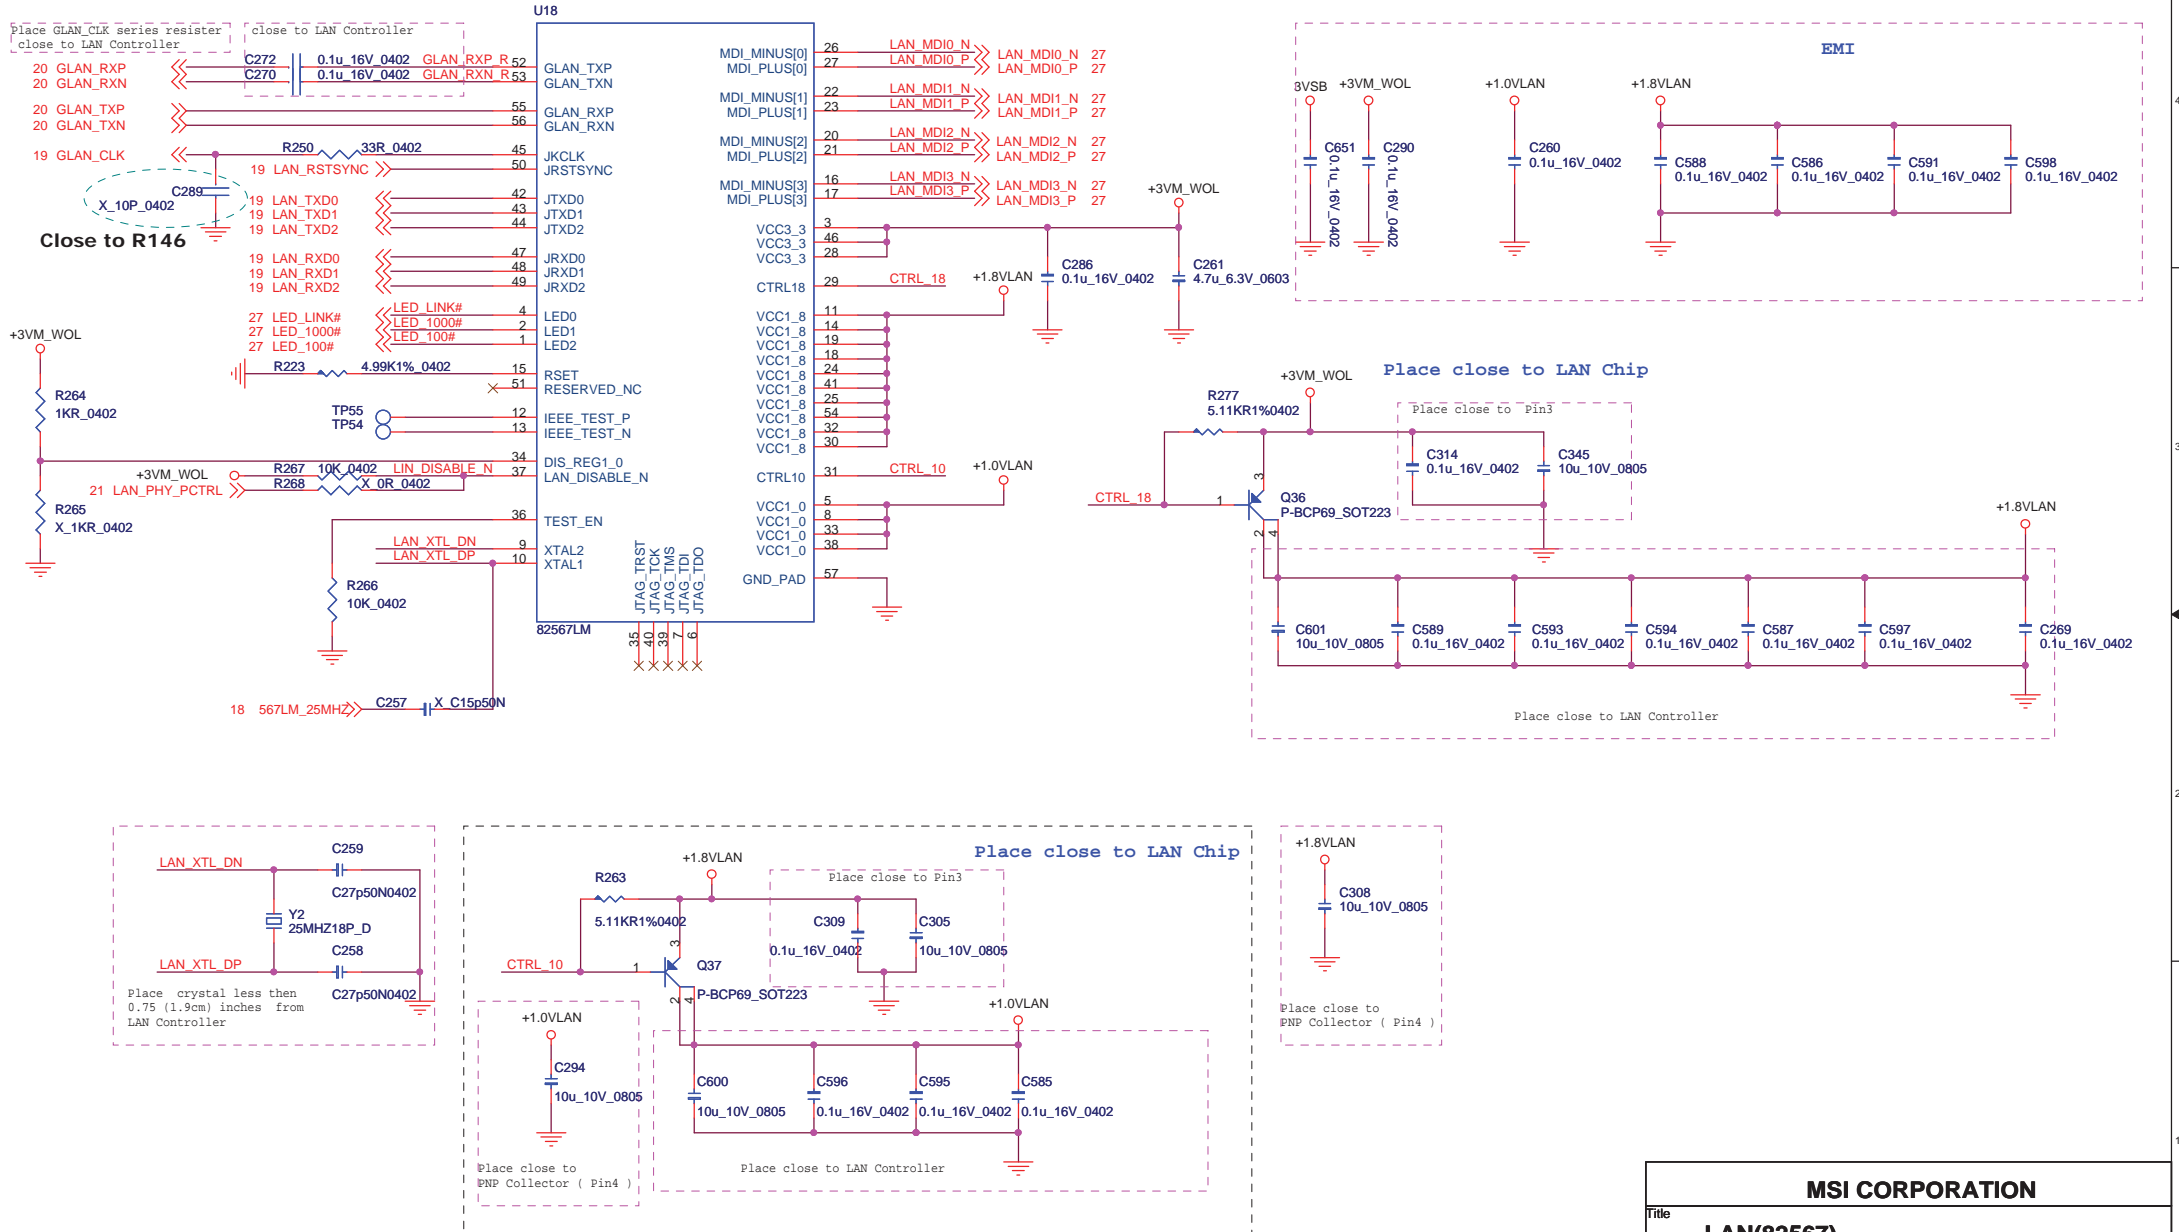 U18
Place GLAN_CLK series resister
close to LAN Controller
close to LAN Controller
20 GLAN_RXP
20 GLAN_RXN
C272 0.1u_16V_0402 GLAN_RXP_R 52
C270 0.1u_16V_0402 GLAN_RXN_R 53
GLAN_TXP
GLAN_TXN
20 GLAN_TXP
20 GLAN_TXN
55 GLAN_RXP
56 GLAN_RXN
19 GLAN_CLK
R250 33R_0402 45 JKCLK
19 LAN_RSTSYNC 50 JRSTSYNC
C289
X_10P_0402
Close to R146
19 LAN_TXD0 42 JTXD0
19 LAN_TXD1 43 JTXD1
19 LAN_TXD2 44 JTXD2
19 LAN_RXD0 47 JRXD0
19 LAN_RXD1 48 JRXD1
19 LAN_RXD2 49 JRXD2
27 LED_LINK# LED_LINK# 4 LED0
27 LED_1000# LED_1000# 2 LED1
27 LED_100# LED_100# 1 LED2
+3VM_WOL
R223 4.99K1%_0402 15 RSET
51 RESERVED_NC
R264
1KR_0402
TP55 12 IEEE_TEST_P
TP54 13 IEEE_TEST_N
34 DIS_REG1_0
+3VM_WOL R267 10K_0402 LIN_DISABLE_N 37 LAN_DISABLE_N
21 LAN_PHY_PCTRL R268 X_0R_0402
R265
X_1KR_0402
36 TEST_EN
LAN_XTL_DN 9 XTAL2
LAN_XTL_DP 10 XTAL1
R266
10K_0402
82567LM
JTAG_TRST
JTAG_TCK
JTAG_TMS
JTAG_TDI
JTAG_TDO
35
40
39
7
6
18 567LM_25MHZ C257 X_C15p50N
MDI_MINUS[0] 26 LAN_MDI0_N LAN_MDI0_N 27
MDI_PLUS[0] 27 LAN_MDI0_P LAN_MDI0_P 27
MDI_MINUS[1] 22 LAN_MDI1_N LAN_MDI1_N 27
MDI_PLUS[1] 23 LAN_MDI1_P LAN_MDI1_P 27
MDI_MINUS[2] 20 LAN_MDI2_N LAN_MDI2_N 27
MDI_PLUS[2] 21 LAN_MDI2_P LAN_MDI2_P 27
MDI_MINUS[3] 16 LAN_MDI3_N LAN_MDI3_N 27
MDI_PLUS[3] 17 LAN_MDI3_P LAN_MDI3_P 27
+3VM_WOL
VCC3_3 3
VCC3_3 46
VCC3_3 28
C286
0.1u_16V_0402
C261
4.7u_6.3V_0603
CTRL18 29 CTRL_18
+1.8VLAN
VCC1_8 11
VCC1_8 14
VCC1_8 19
VCC1_8 18
VCC1_8 24
VCC1_8 41
VCC1_8 25
VCC1_8 54
VCC1_8 32
VCC1_8 30
CTRL10 31 CTRL_10
+1.0VLAN
VCC1_0 5
VCC1_0 8
VCC1_0 33
VCC1_0 38
GND_PAD 57
EMI
3VSB
+3VM_WOL
+1.0VLAN
+1.8VLAN
C651
0.1u_16V_0402
C290
0.1u_16V_0402
C260
0.1u_16V_0402
C588
0.1u_16V_0402
C586
0.1u_16V_0402
C591
0.1u_16V_0402
C598
0.1u_16V_0402
4
3
2
1
Place close to LAN Chip
+3VM_WOL
R277
5.11KR1%0402
Place close to Pin3
C314
0.1u_16V_0402
C345
10u_10V_0805
CTRL_18
1
3
2
4
Q36
P-BCP69_SOT223
+1.8VLAN
C601
10u_10V_0805
C589
0.1u_16V_0402
C593
0.1u_16V_0402
C594
0.1u_16V_0402
C587
0.1u_16V_0402
C597
0.1u_16V_0402
C269
0.1u_16V_0402
Place close to LAN Controller
LAN_XTL_DN
C259
C27p50N0402
Y2
25MHZ18P_D
LAN_XTL_DP
C258
C27p50N0402
Place crystal less then
0.75 (1.9cm) inches from
LAN Controller
Place close to LAN Chip
+1.8VLAN
R263
5.11KR1%0402
Place close to Pin3
C309
0.1u_16V_0402
C305
10u_10V_0805
CTRL_10
1
3
2
4
Q37
P-BCP69_SOT223
+1.0VLAN
C294
10u_10V_0805
Place close to
PNP Collector ( Pin4 )
+1.0VLAN
C600
10u_10V_0805
C596
0.1u_16V_0402
C595
0.1u_16V_0402
C585
0.1u_16V_0402
Place close to LAN Controller
+1.8VLAN
C308
10u_10V_0805
Place close to
PNP Collector ( Pin4 )
MSI CORPORATION
Title
LAN(82567)